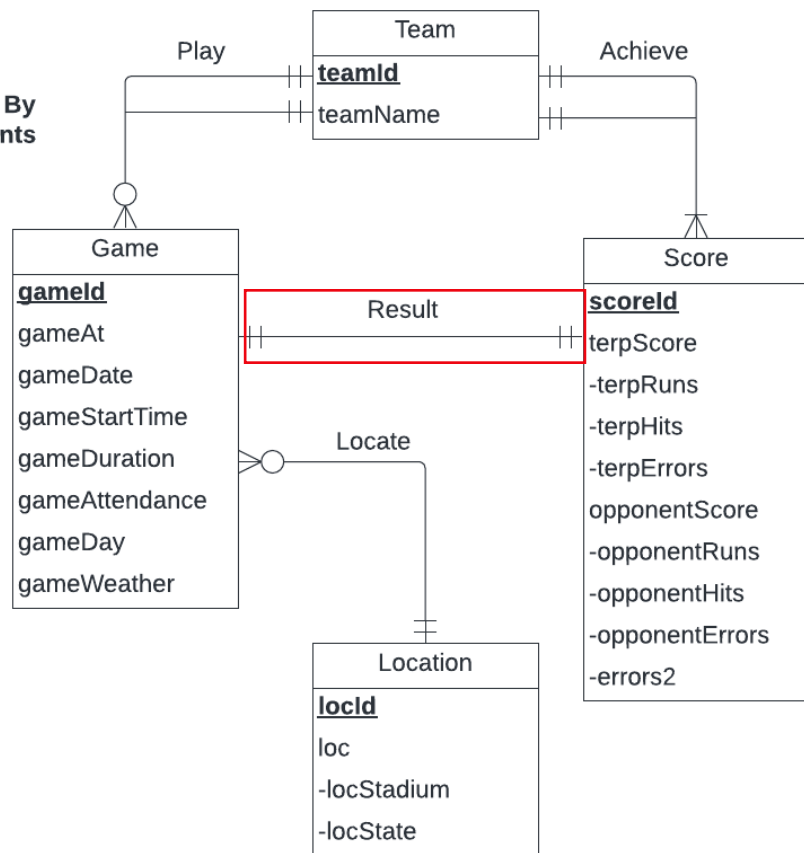 By
nts
Play
Team
teamId
teamName
Achieve
Game
gameId
gameAt
gameDate
gameStartTime
gameDuration
gameAttendance
gameDay
gameWeather
Result
Score
scoreId
terpScore
-terpRuns
-terpHits
-terpErrors
opponentScore
-opponentRuns
-opponentHits
-opponentErrors
-errors2
Locate
Location
locId
loc
-locStadium
-locState